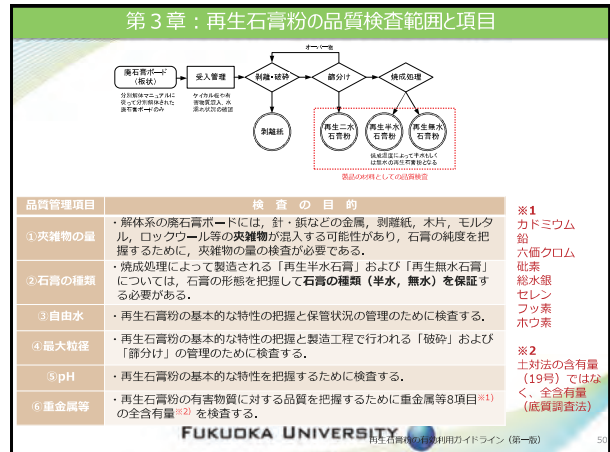 第３章：再生石膏粉の品質検査範囲と項目
オーバー粒
廃石膏ボード
(板状)
受入管理
剥離・破砕
篩分け
焼成処理
分別解体マニュアルに
従って分別解体された
廃石膏ボードのみ
ケイカル板や有
害物質混入、水
濡れ状況の確認
剥離紙
再生二水
石膏粉
再生半水
石膏粉
再生無水
石膏粉
焼成温度によって半水もしく
は無水の再生石膏粉となる
製品の材料としての品質検査
品質管理項目
検 査 の 目 的
①夾雑物の量
・解体系の廃石膏ボードには，針・鋲などの金属，剥離紙，木片，モルタ
ル，ロックウール等の夾雑物が混入する可能性があり，石膏の純度を把
握するために，夾雑物の量の検査が必要である．
②石膏の種類
・焼成処理によって製造される「再生半水石膏」および「再生無水石膏」
については，石膏の形態を把握して石膏の種類（半水，無水）を保証す
る必要がある．
③自由水
・再生石膏粉の基本的な特性の把握と保管状況の管理のために検査する．
④最大粒径
・再生石膏粉の基本的な特性の把握と製造工程で行われる「破砕」および
「篩分け」の管理のために検査する．
⑤pH
・再生石膏粉の基本的な特性を把握するために検査する．
⑥重金属等
・再生石膏粉の有害物質に対する品質を把握するために重金属等8項目※1）
の全含有量※2）を検査する．
※1
カドミウム
鉛
六価クロム
砒素
総水銀
セレン
フッ素
ホウ素
※2
土対法の含有量
（19号）ではな
く、全含有量
（底質調査法）
FUKUOKA UNIVERSITY
再生石膏粉の有効利用ガイドライン（第一版）
50